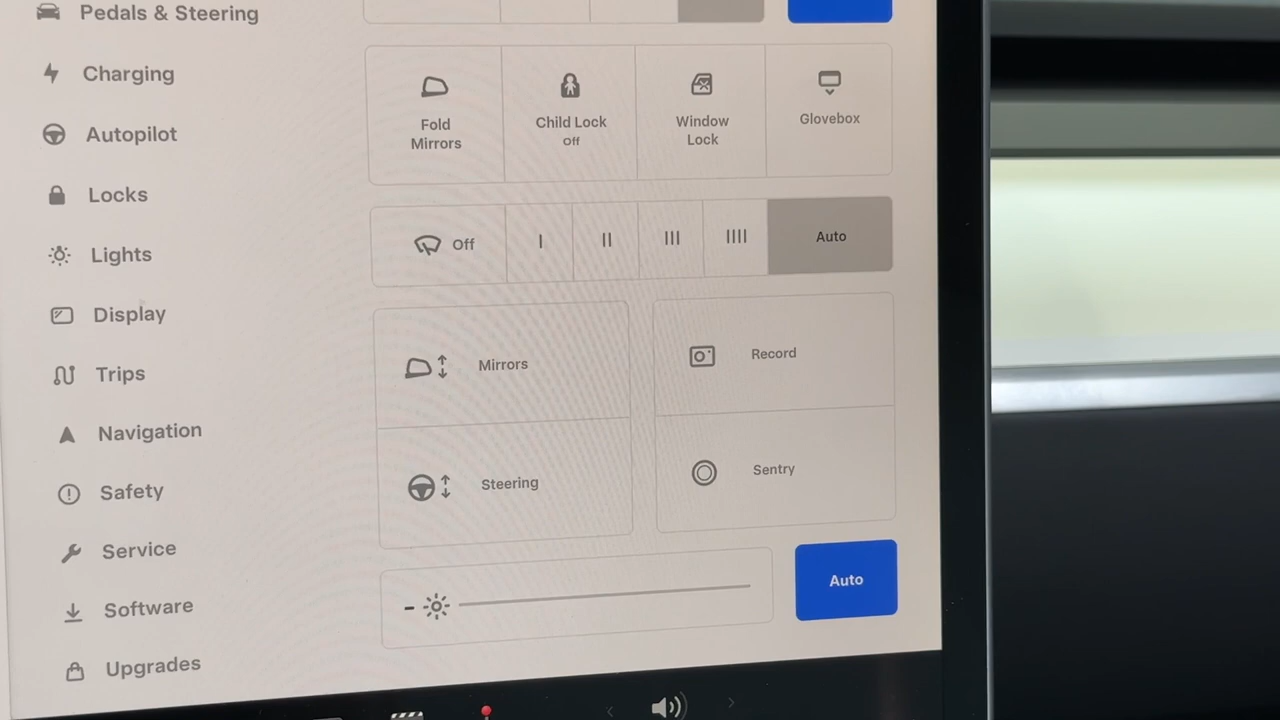 Pedals & Steering
Charging
Autopilot
Locks
Lights
Display
Trips
Navigation
Safety
Service
Software
Upgrades
Fold
Mirrors
Child Lock
Off
Window
Lock
Glovebox
Off
I
II
III
IIII
Auto
Mirrors
Record
Steering
Sentry
Auto